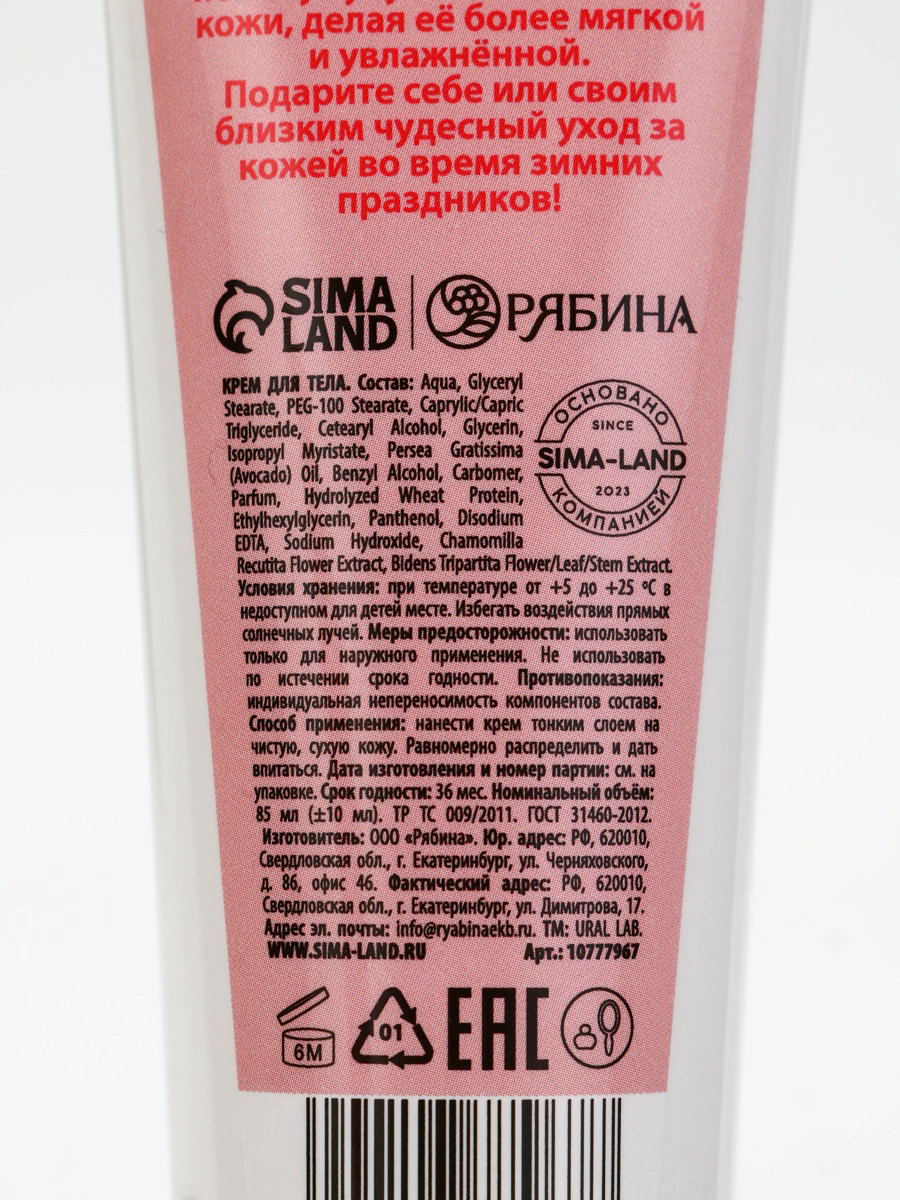 кожи, делая её более мягкой
и увлажнённой.
Подарите себе или своим
близким чудесный уход за
кожей во время зимних
праздников!
SIMA
LAND
РЯБИНА
КРЕМ ДЛЯ ТЕЛА. Состав: Aqua, Glyceryl
Stearate, PEG-100 Stearate, Caprylic/Capric
Triglyceride, Cetearyl Alcohol, Glycerin,
Isopropyl Myristate, Persea Gratissima
(Avocado) Oil, Benzyl Alcohol, Carbomer,
Parfum, Hydrolyzed Wheat Protein,
Ethylhexylglycerin, Panthenol, Disodium
EDTA, Sodium Hydroxide, Chamomilla
Recutita Flower Extract, Bidens Tripartita Flower/Leaf/Stem Extract.
Условия хранения: при температуре от +5 до +25 °C в
недоступном для детей месте. Избегать воздействия прямых
солнечных лучей. Меры предосторожности: использовать
только для наружного применения. Не использовать
по истечении срока годности. Противопоказания:
индивидуальная непереносимость компонентов состава.
Способ применения: нанести крем тонким слоем на
чистую, сухую кожу. Равномерно распределить и дать
впитаться. Дата изготовления и номер партии: см. на
упаковке. Срок годности: 36 мес. Номинальный объём:
85 мл (±10 мл). ТР ТС 009/2011. ГОСТ 31460-2012.
Изготовитель: ООО «Рябина». Юр. адрес: РФ, 620010,
Свердловская обл., г. Екатеринбург, ул. Черняховского,
д. 86, офис 46. Фактический адрес: РФ, 620010,
Свердловская обл., г. Екатеринбург, ул. Димитрова, 17.
Адрес эл. почты: info@ryabinaekb.ru. ТМ: URAL LAB.
WWW.SIMA-LAND.RU Арт.: 10777967
ОСНОВАНО
SINCE
SIMA-LAND
2023
КОМПАНИЕЙ
6M
01
EAC